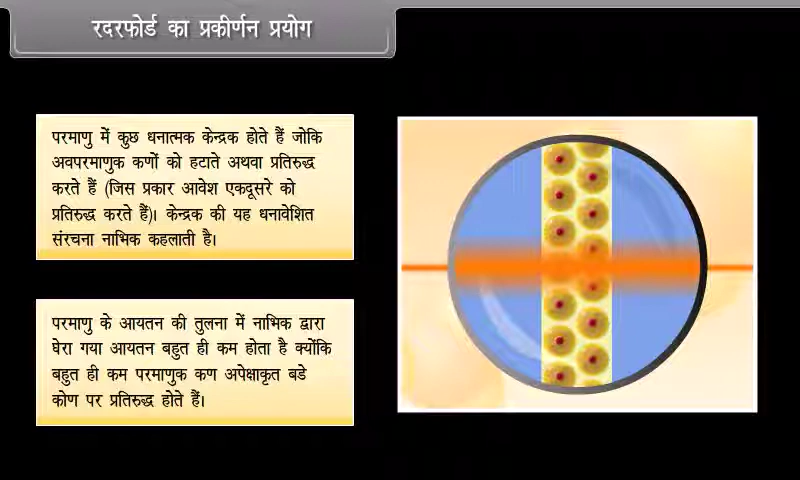 रदरफोर्ड का प्रकीर्णन प्रयोग
परमाणु में कुछ धनात्मक केन्द्रक होते हैं जोकि
अवपरमाणुक कणों को हटाते अथवा प्रतिरुद्ध
करते हैं (जिस प्रकार आवेश एकदूसरे को
प्रतिरुद्ध करते हैं)। केन्द्रक की यह धनावेशित
संरचना नाभिक कहलाती है।
परमाणु के आयतन की तुलना में नाभिक द्वारा
घेरा गया आयतन बहुत ही कम होता है क्योंकि
बहुत ही कम परमाणुक कण अपेक्षाकृत बडे
कोण पर प्रतिरुद्ध होते हैं।